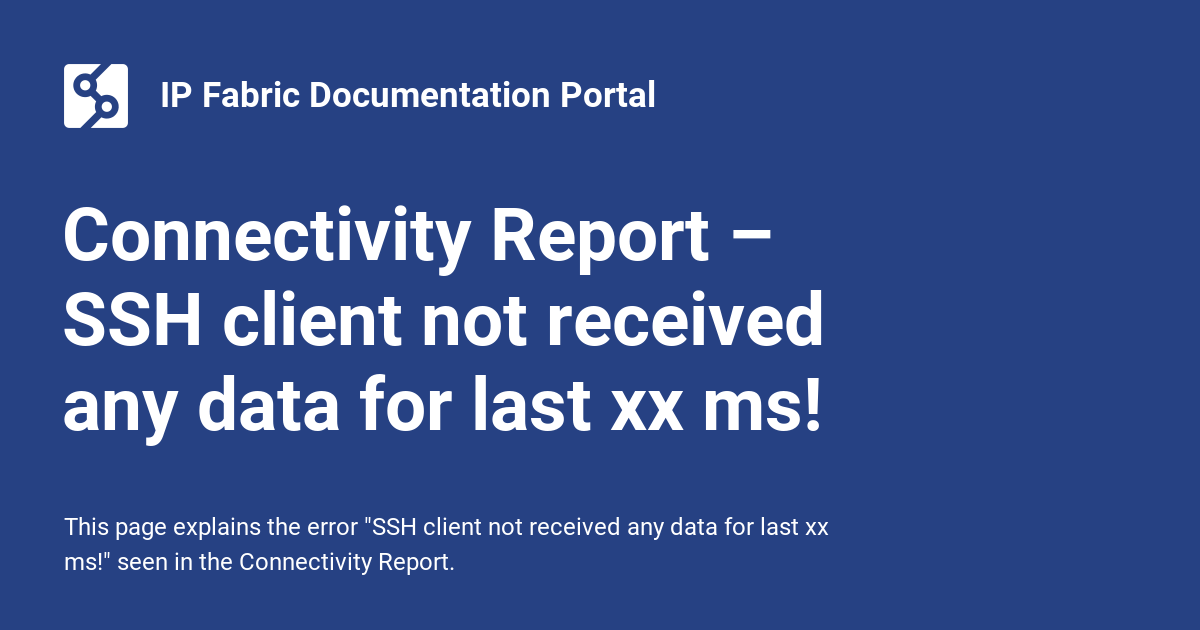 IP Fabric Documentation Portal
Connectivity Report –
SSH client not received
any data for last xx ms!
This page explains the error "SSH client not received any data for last xx
ms!" seen in the Connectivity Report.